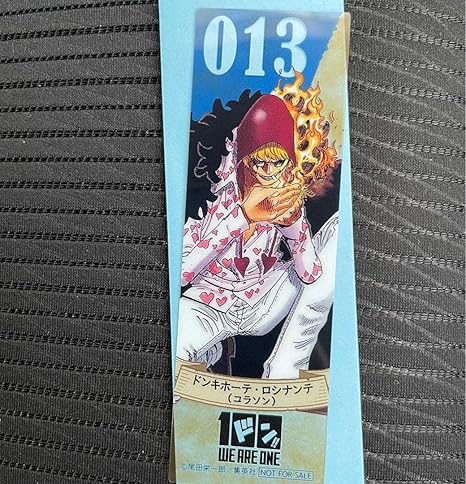 013
ドンキホーテ・ロシナンテ
(コラソン)
1ドン!!
WE ARE ONE
©尾田栄一郎/集英社 NOT FOR SALE